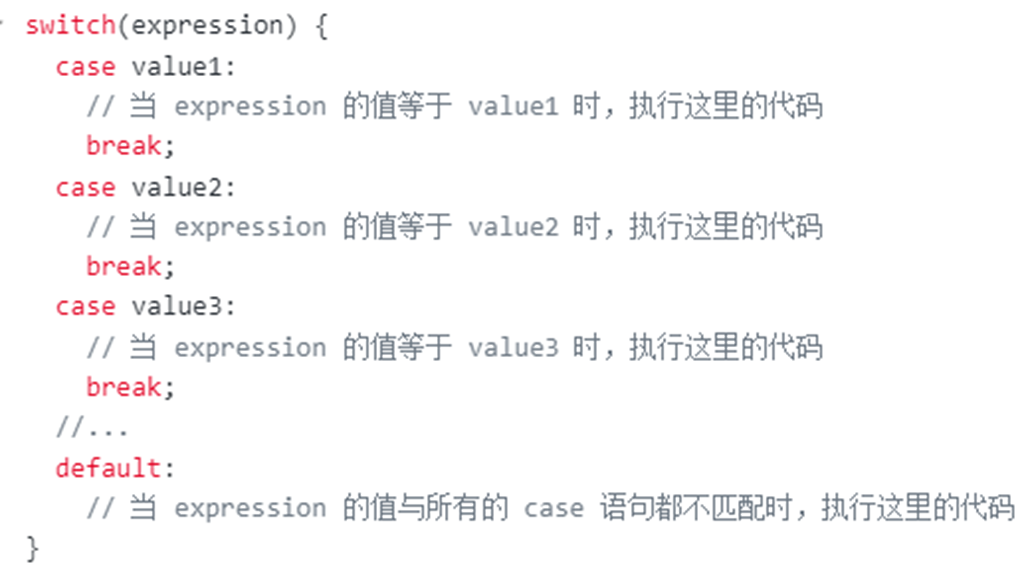 switch(expression) {
case value1:
// 当 expression 的值等于 value1 时，执行这里的代码
break;
case value2:
// 当 expression 的值等于 value2 时，执行这里的代码
break;
case value3:
// 当 expression 的值等于 value3 时，执行这里的代码
break;
//...
default:
// 当 expression 的值与所有的 case 语句都不匹配时，执行这里的代码
}